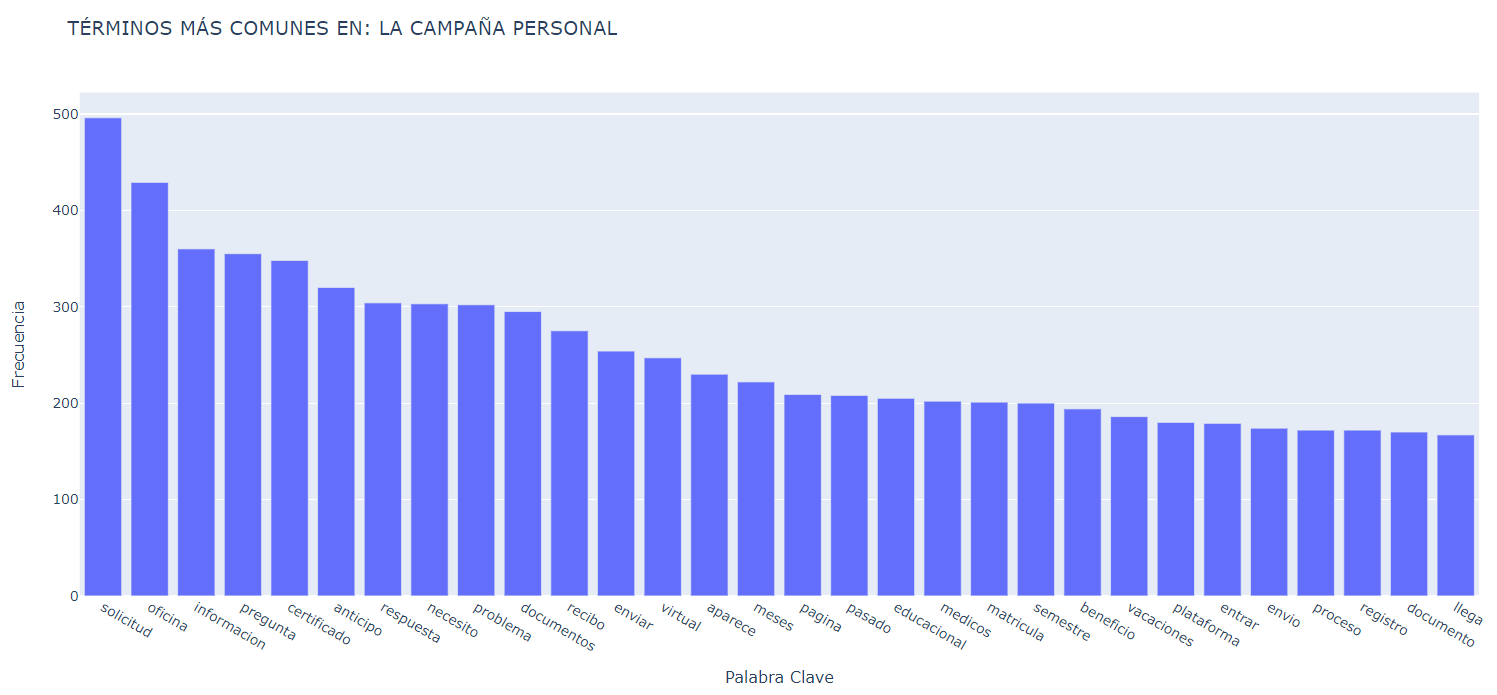 TÉRMINOS MÁS COMUNES EN: LA CAMPAÑA PERSONAL
500
400
300
200
100
0
Frecuencia
solicitud
oficina
informacion
pregunta
certificado
anticipo
respuesta
necesito
problema
documentos
recibo
enviar
virtual
aparece
meses
pagina
pasado
educacional
medicos
matricula
semestre
beneficio
vacaciones
plataforma
entrar
envio
proceso
registro
documento
llega
Palabra Clave